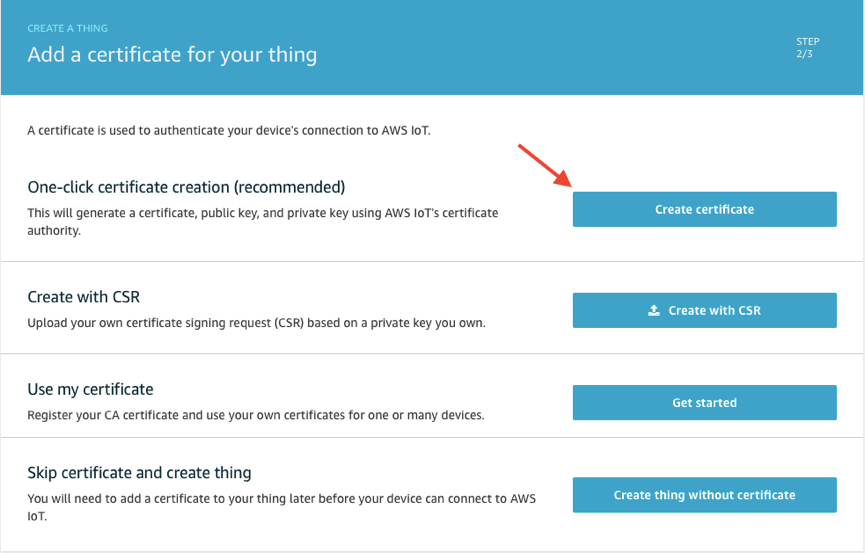 CREATE A THING
Add a certificate for your thing
STEP
2/3
A certificate is used to authenticate your device's connection to AWS IoT.
One-click certificate creation (recommended)
This will generate a certificate, public key, and private key using AWS IoT's certificate
authority.
Create certificate
Create with CSR
Upload your own certificate signing request (CSR) based on a private key you own.
Create with CSR
Use my certificate
Register your CA certificate and use your own certificates for one or many devices.
Get started
Skip certificate and create thing
You will need to add a certificate to your thing later before your device can connect to AWS
IoT.
Create thing without certificate